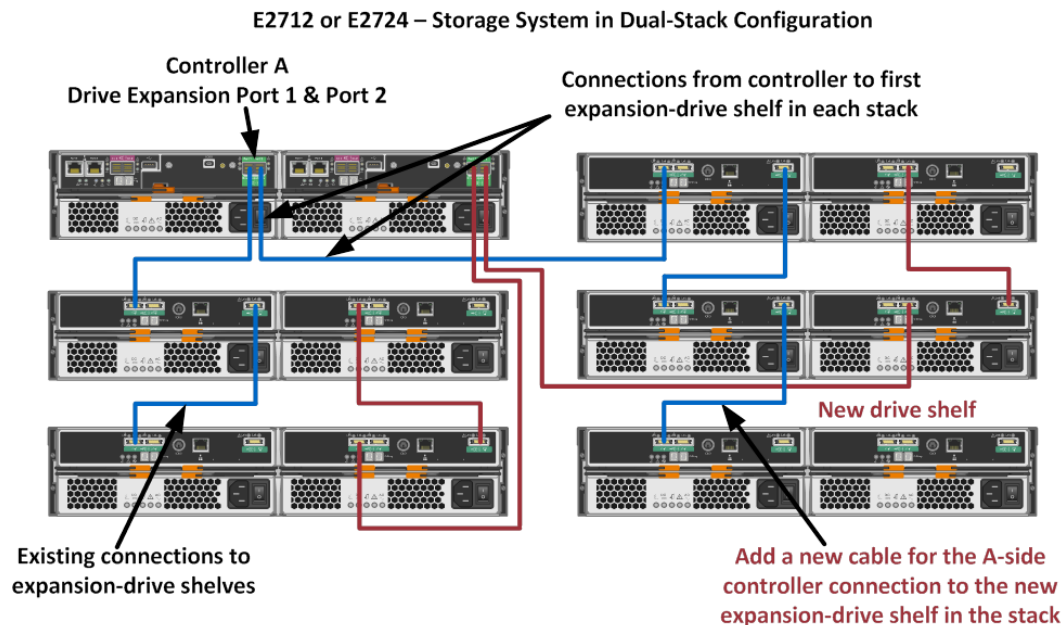 E2712 or E2724 – Storage System in Dual-Stack Configuration
Controller A
Drive Expansion Port 1 & Port 2
Connections from controller to first
expansion-drive shelf in each stack
New drive shelf
Existing connections to
expansion-drive shelves
Add a new cable for the A-side
controller connection to the new
expansion-drive shelf in the stack